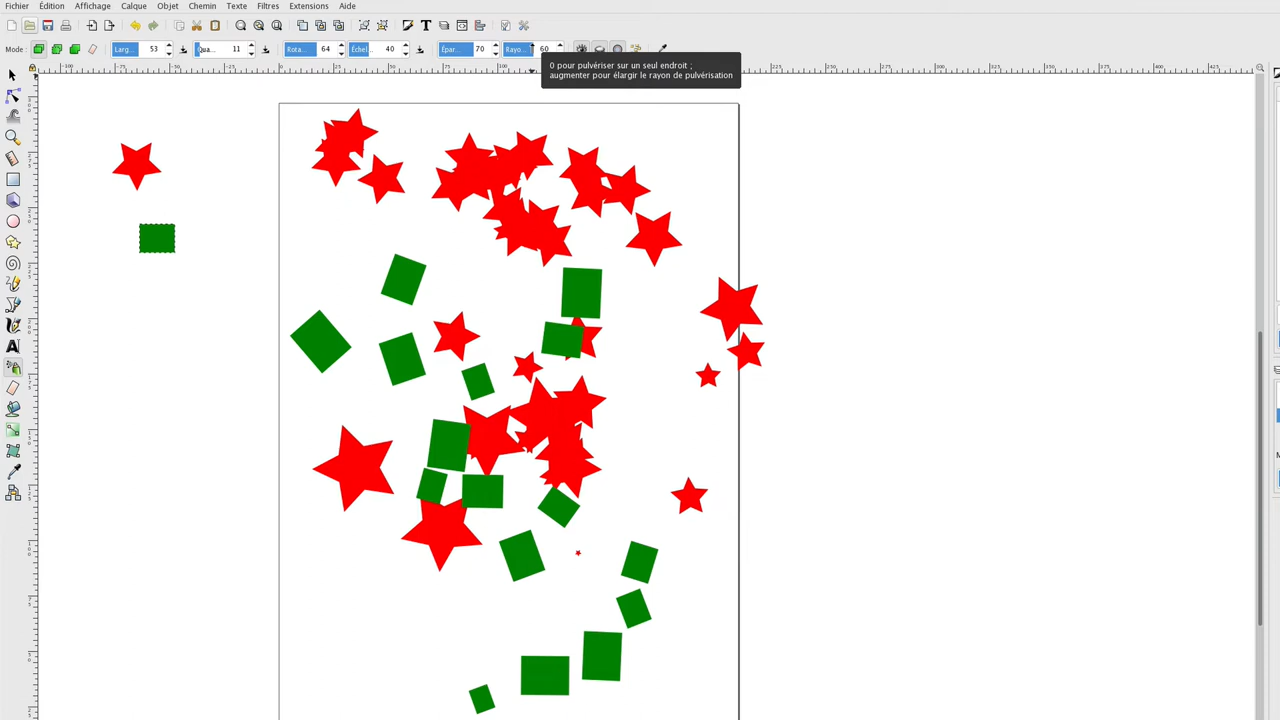 Fichier Édition Affichage Calque Objet Chemin Texte Filtres Extensions Aide
Mode : Larg... 53 Qua... 11 Rota... 64 Échel... 40 Épar... 70 Rayo... 60
0 pour pulvériser sur un seul endroit ;
augmenter pour élargir le rayon de pulvérisation